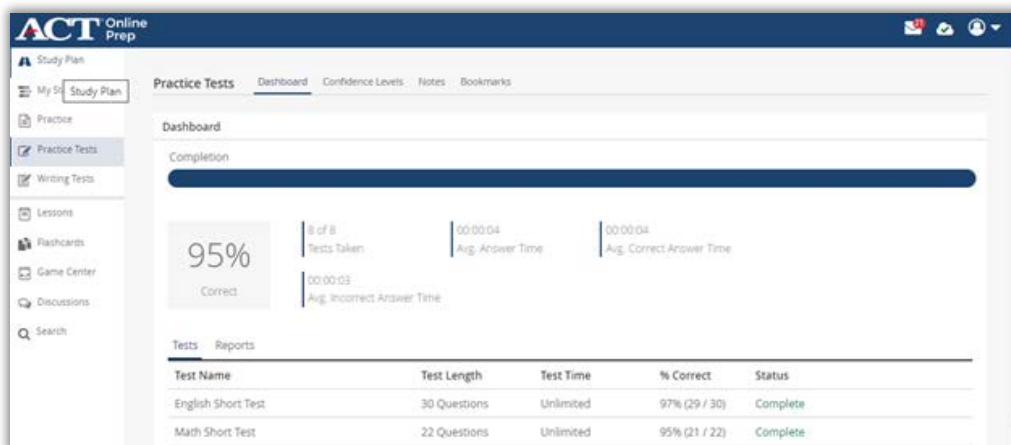 ACT Online
Prep
21
Study Plan
My St
Study Plan
Practice
Practice Tests
Writing Tests
Lessons
Flashcards
Game Center
Discussions
Search
Practice Tests Dashboard Confidence Levels Notes Bookmarks
Dashboard
Completion
95%
Correct
8 of 8
Tests Taken
00:00:04
Avg. Answer Time
00:00:04
Avg. Correct Answer Time
00:00:03
Avg. Incorrect Answer Time
Tests Reports
Test Name Test Length Test Time % Correct Status
English Short Test 30 Questions Unlimited 97% (29 / 30) Complete
Math Short Test 22 Questions Unlimited 95% (21 / 22) Complete